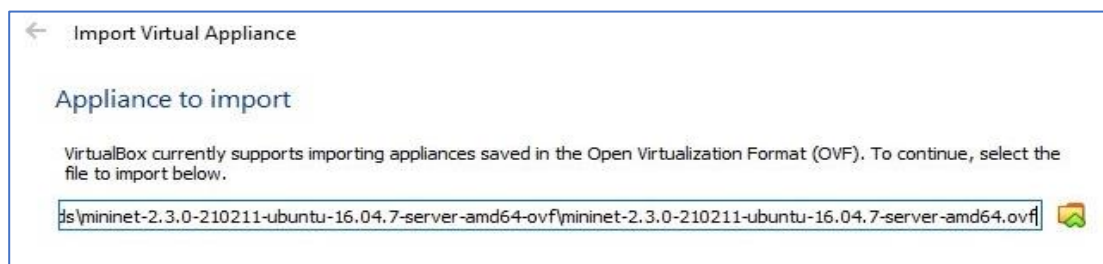 Import Virtual Appliance
Appliance to import
VirtualBox currently supports importing appliances saved in the Open Virtualization Format (OVF). To continue, select the
file to import below.
ds\mininet-2.3.0-210211-ubuntu-16.04.7-server-amd64-ovf\mininet-2.3.0-210211-ubuntu-16.04.7-server-amd64.ovf